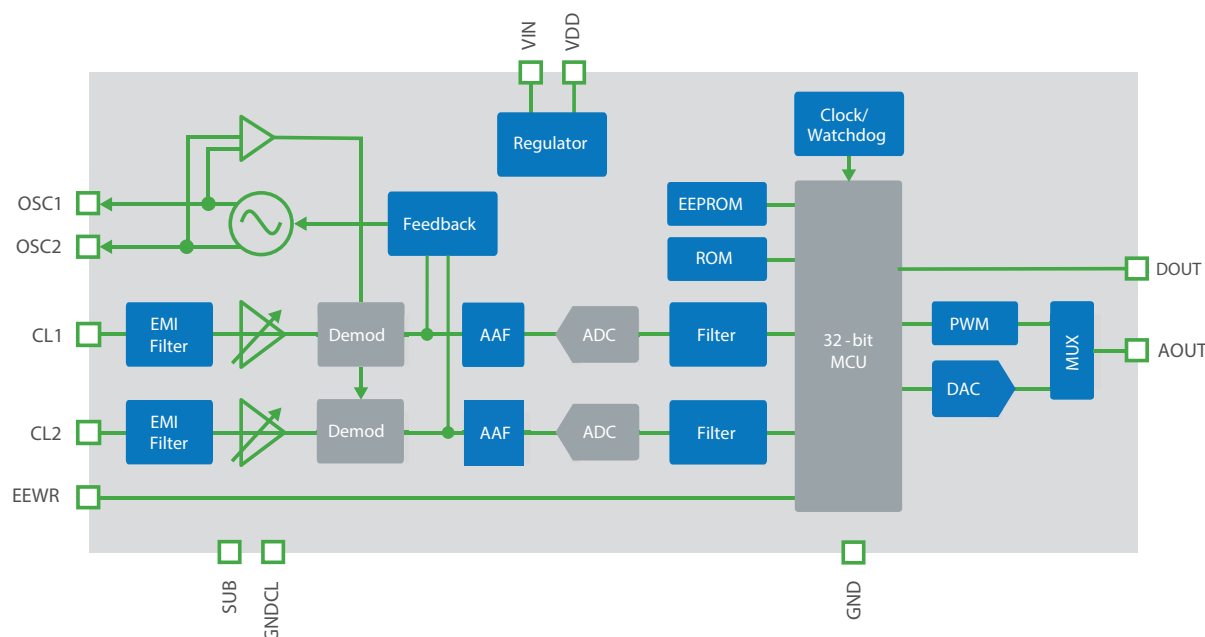 VIN
VDD
Clock/
Watchdog
Regulator
OSC1
OSC2
Feedback
EEPROM
ROM
DOUT
CL1
EMI
Filter
Demod
AAF
ADC
Filter
32-bit
MCU
PWM
DAC
MUX
AOUT
CL2
EMI
Filter
Demod
AAF
ADC
Filter
EEWR
SUB
GNDCL
GND